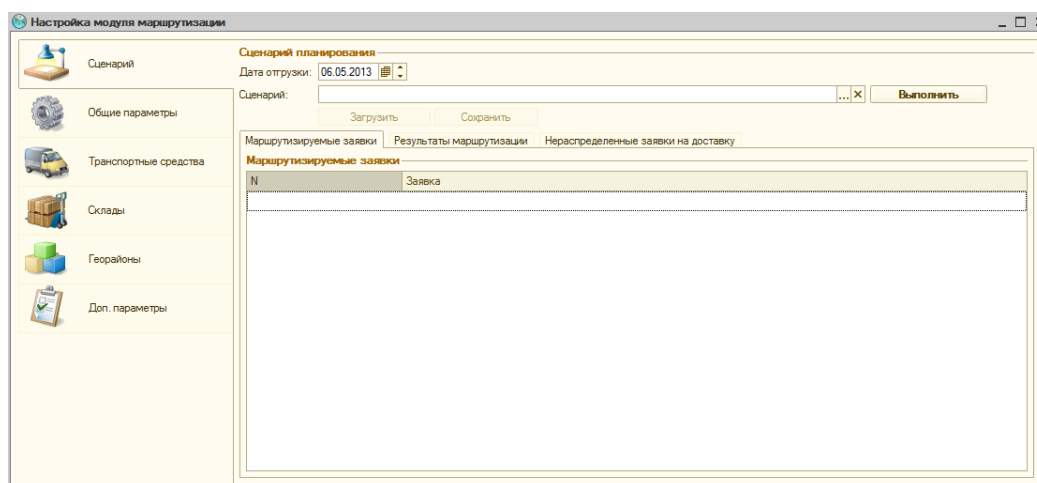 Настройка модуля маршрутизации
Сценарий
Общие параметры
Транспортные средства
Склады
Георайоны
Доп. параметры
Сценарий планирования
Дата отгрузки: 06.05.2013
Сценарий: ... Выполнить
Загрузить Сохранить
Маршрутизируемые заявки Результаты маршрутизации Нераспределенные заявки на доставку
Маршрутизируемые заявки
N Заявка